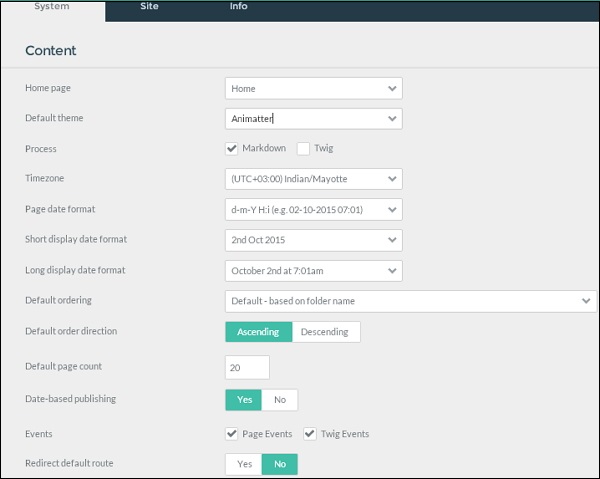 System Site Info
Content
Home page Home
Default theme Animatter
Process Markdown Twig
Timezone (UTC+03:00) Indian/Mayotte
Page date format d-m-Y H:i (e.g. 02-10-2015 07:01)
Short display date format 2nd Oct 2015
Long display date format October 2nd at 7:01am
Default ordering Default - based on folder name
Default order direction Ascending Descending
Default page count 20
Date-based publishing Yes No
Events Page Events Twig Events
Redirect default route Yes No